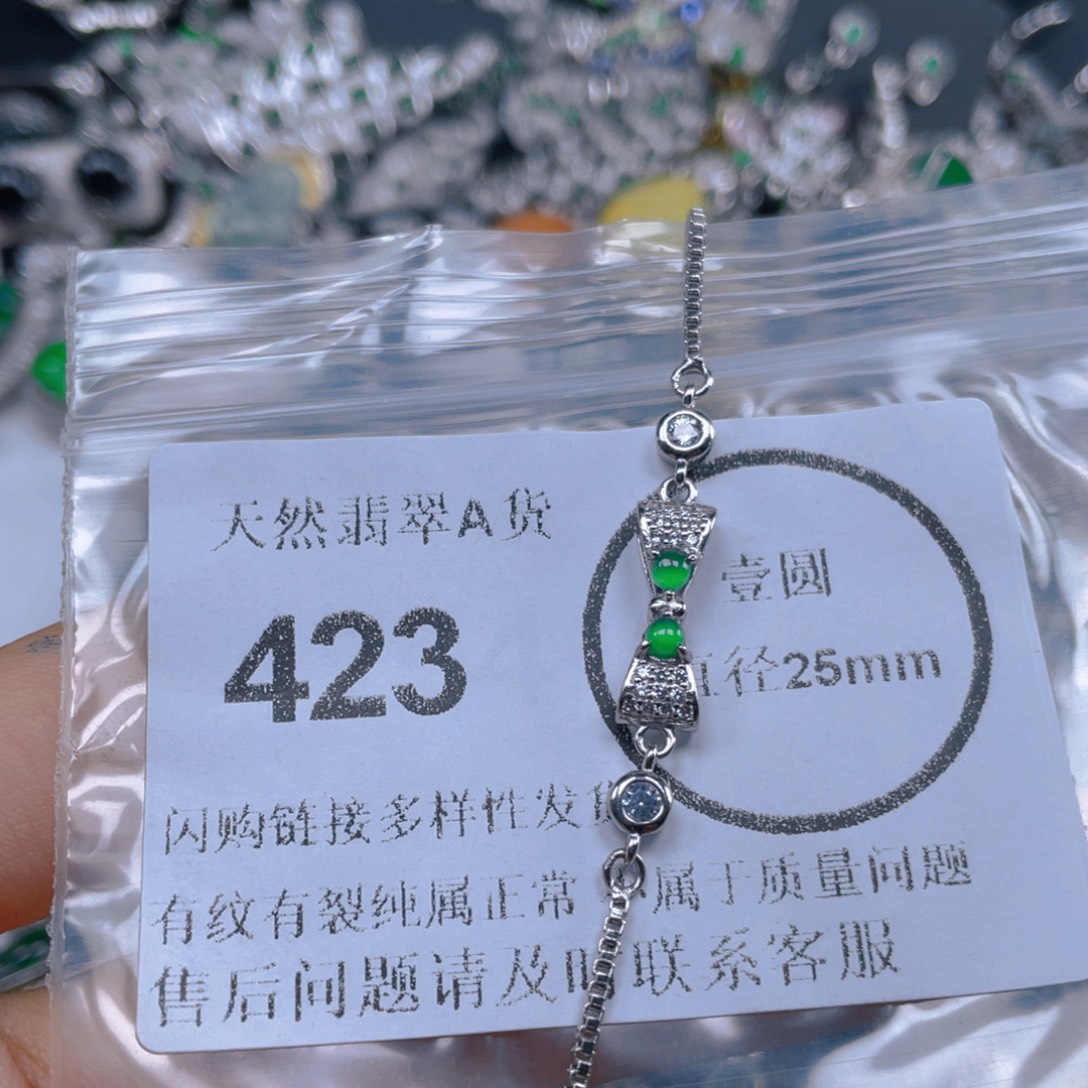 天然翡翠A货
423
壹圆
径25mm
闪购链接多样性发
有纹有裂纯属正常 属于质量问题
售后问题请及 联系客服